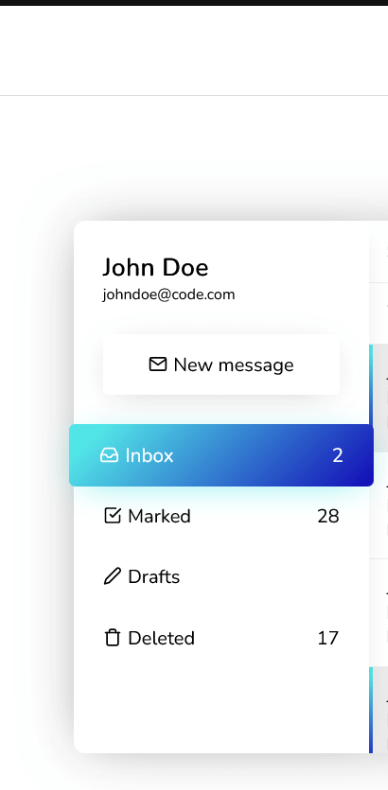 John Doe
johndoe@code.com
New message
Inbox 2
Marked 28
Drafts
Deleted 17